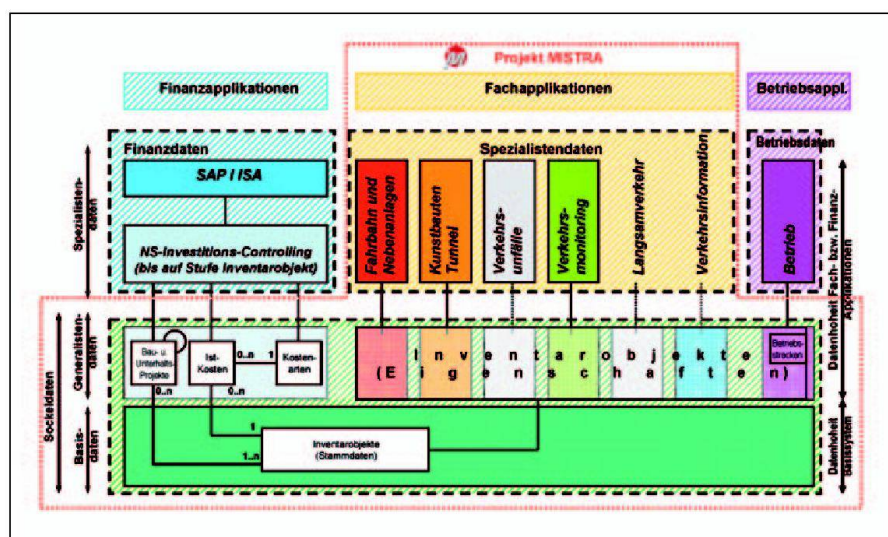 Projekt MISTRA
Finanzapplikationen
Fachapplikationen
Betriebsappl.
Finanzdaten
Spezialistendaten
Betriebsdaten
SAP / ISA
NS-Investitions-Controlling
(bis auf Stufe Inventarobjekt)
Fahrbahn und
Nebenanlagen
Kunstbauten
Tunnel
Verkehrs-
unfälle
Verkehrs-
monitoring
Langsamverkehr
Verkehrsinformation
Betrieb
Spezialisten-
daten
Datenhoheit Fach- bzw. Finanz-
Applikationen
Sockeldaten
Generalisten-
daten
Bau- u.
Unterhalts-
Projekte
0..n
Ist-
Kosten
0..n
0..n
1
Kosten-
arten
Inventarobjekte
(Eigenschaften)
Betriebs-
strecken
Basis-
daten
1
1..n
Inventarobjekte
(Stammdaten)
Datenhoheit
Basissystem